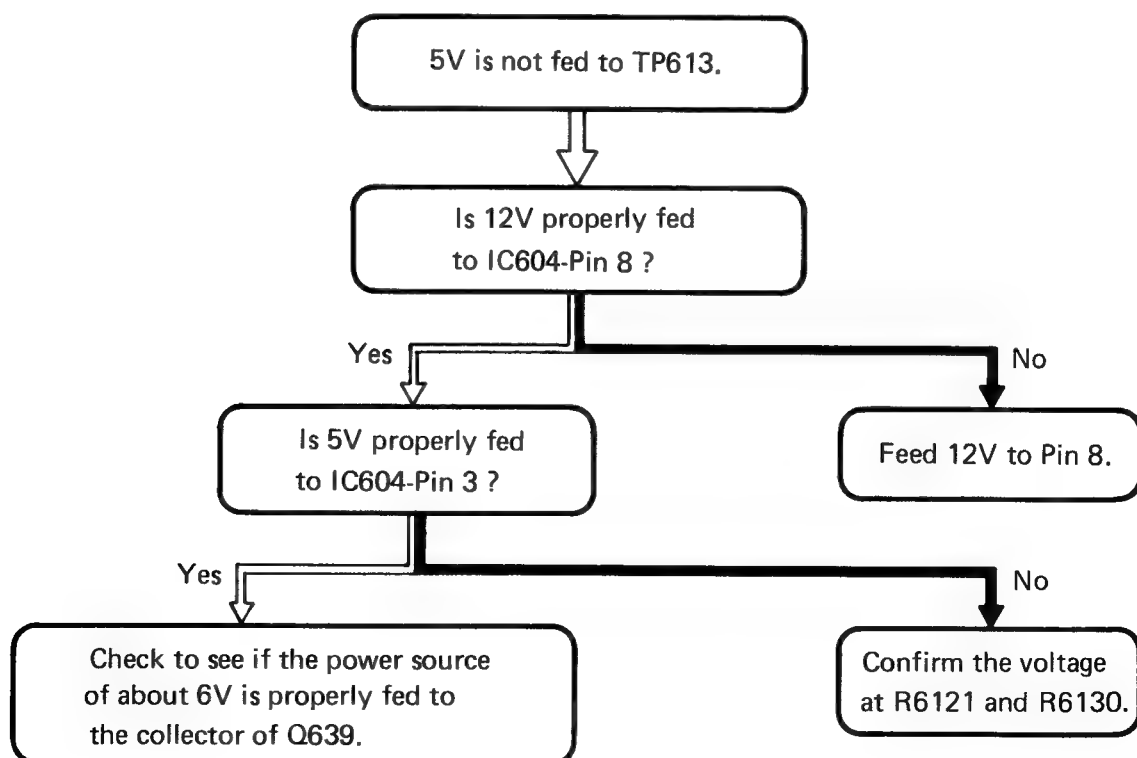 5V is not fed to TP613.
Is 12V properly fed
to IC604-Pin 8 ?
Yes
No
Is 5V properly fed
to IC604-Pin 3 ?
Feed 12V to Pin 8.
Yes
No
Check to see if the power source
of about 6V is properly fed to
the collector of Q639.
Confirm the voltage
at R6121 and R6130.